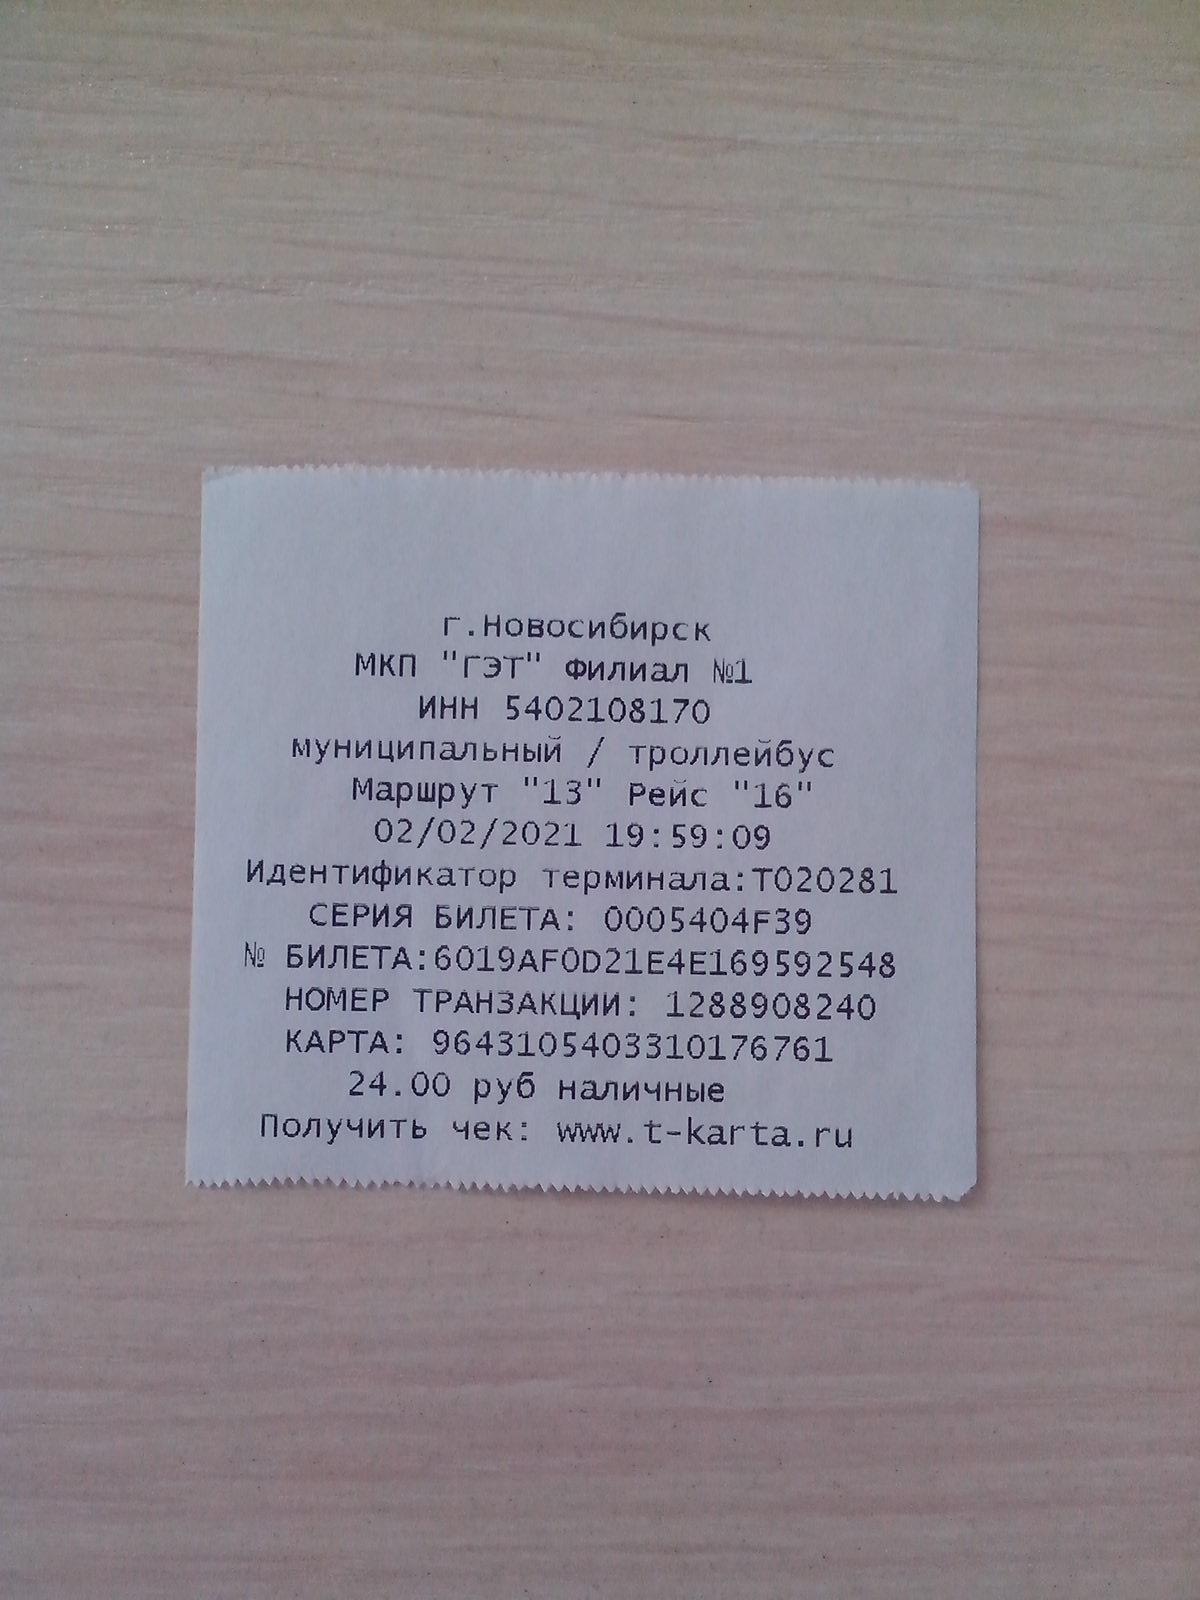 г.Новосибирск
МКП "ГЭТ" Филиал №1
ИНН 5402108170
муниципальный / троллейбус
Маршрут "13" Рейс "16"
02/02/2021 19:59:09
Идентификатор терминала:Т020281
СЕРИЯ БИЛЕТА: 0005404F39
№ БИЛЕТА:6019AF0D21E4E169592548
НОМЕР ТРАНЗАКЦИИ: 1288908240
КАРТА: 9643105403310176761
24.00 руб наличные
Получить чек: www.t-karta.ru